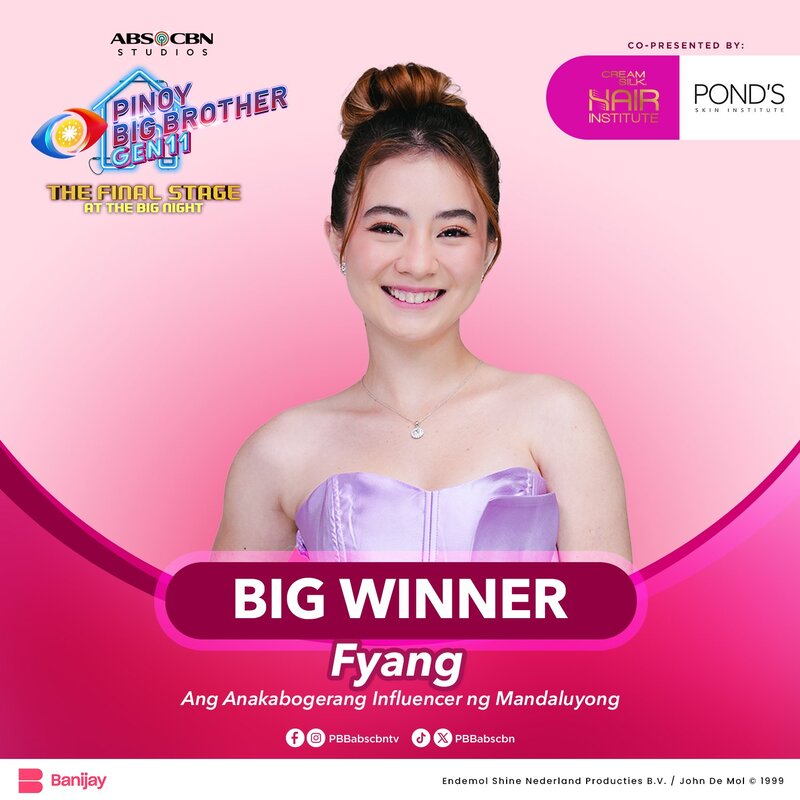 ABS CBN
STUDIOS
PINOY
BIG BROTHER
GEN 11
THE FINAL STAGE
AT THE BIG NIGHT
CO-PRESENTED BY:
CREAM
SILK
HAIR
INSTITUTE
POND'S
SKIN INSTITUTE
BIG WINNER
Fyang
Ang Anakabogerang Influencer ng Mandaluyong
PBBabscbntv PBBabscbn
Banijay
Endemol Shine Nederland Producties B.V. / John De Mol © 1999